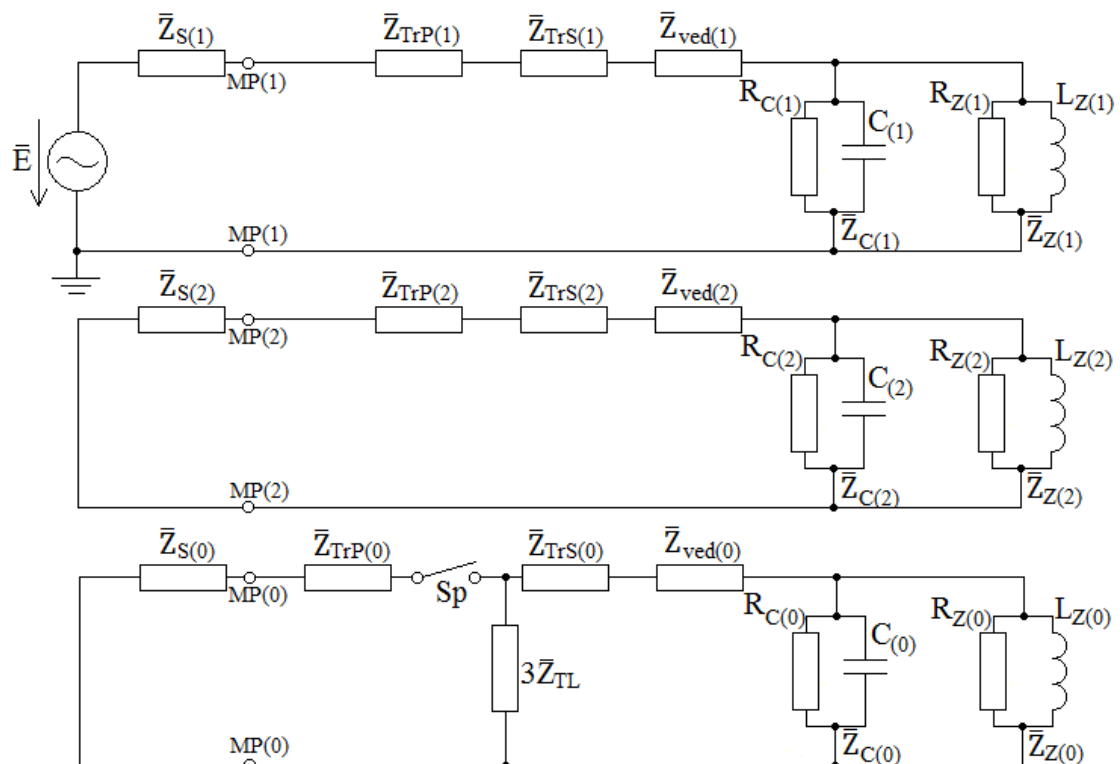 Z̅S(1)
Z̅TrP(1)
Z̅TrS(1)
Z̅ved(1)
MP(1)
RC(1)
C(1)
RZ(1)
LZ(1)
E̅
MP(1)
Z̅C(1)
Z̅Z(1)
Z̅S(2)
Z̅TrP(2)
Z̅TrS(2)
Z̅ved(2)
MP(2)
RC(2)
C(2)
RZ(2)
LZ(2)
MP(2)
Z̅C(2)
Z̅Z(2)
Z̅S(0)
Z̅TrP(0)
Z̅TrS(0)
Z̅ved(0)
MP(0)
Sp
RC(0)
C(0)
RZ(0)
LZ(0)
3Z̅TL
MP(0)
Z̅C(0)
Z̅Z(0)